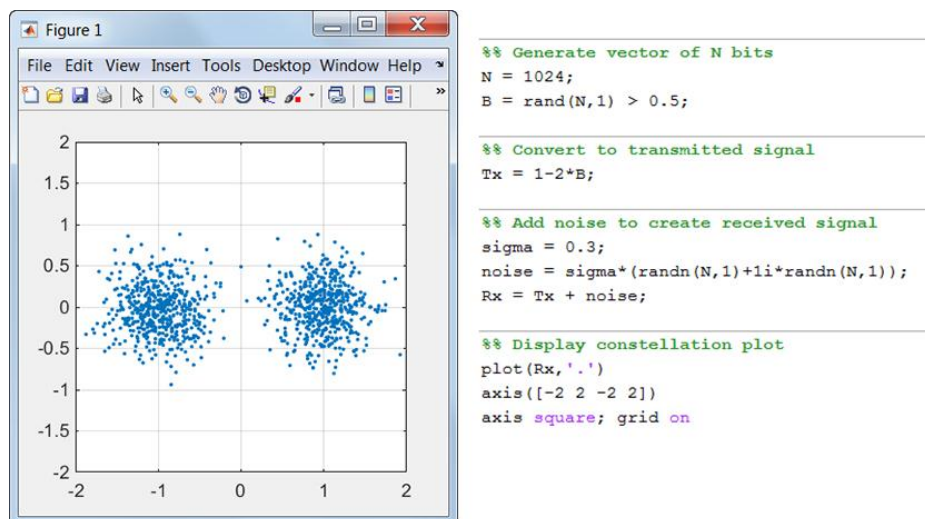 Figure 1
File Edit View Insert Tools Desktop Window Help
2
1.5
1
0.5
0
-0.5
-1
-1.5
-2
-2 -1 0 1 2
%% Generate vector of N bits
N = 1024;
B = rand(N,1) > 0.5;
%% Convert to transmitted signal
Tx = 1-2*B;
%% Add noise to create received signal
sigma = 0.3;
noise = sigma*(randn(N,1)+1i*randn(N,1));
Rx = Tx + noise;
%% Display constellation plot
plot(Rx,'.')
axis([-2 2 -2 2])
axis square; grid on